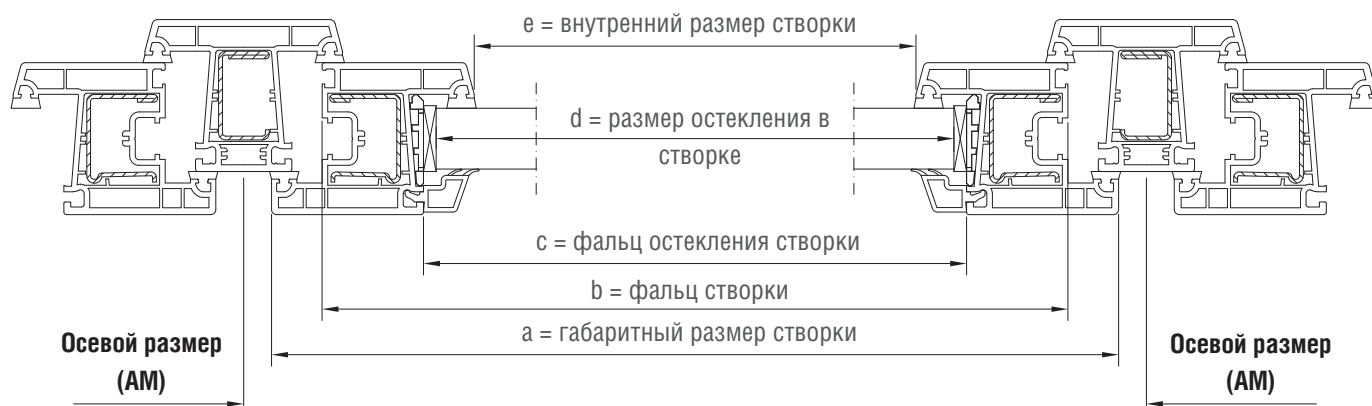 e = внутренний размер створки
d = размер остекления в
створке
c = фальц остекления створки
b = фальц створки
a = габаритный размер створки
Осевой размер
(AM)
Осевой размер
(AM)